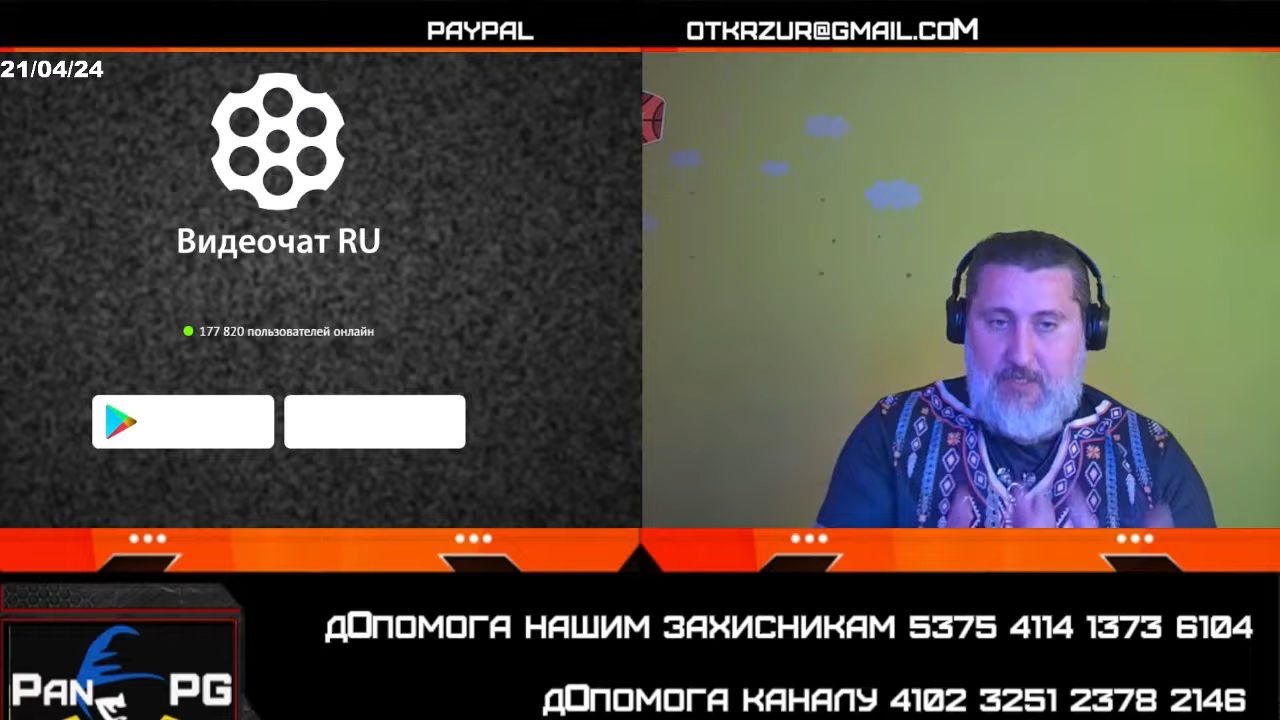 PAYPAL OTKRZUR@GMAIL.COM
21/04/24
Видеочат RU
177 820 пользователей онлайн
ДОПОМОГА НАШИМ ЗАХИСНИКАМ 5375 4114 1373 6104
PAN PG
ДОПОМОГА КАНАЛУ 4102 3251 2378 2146